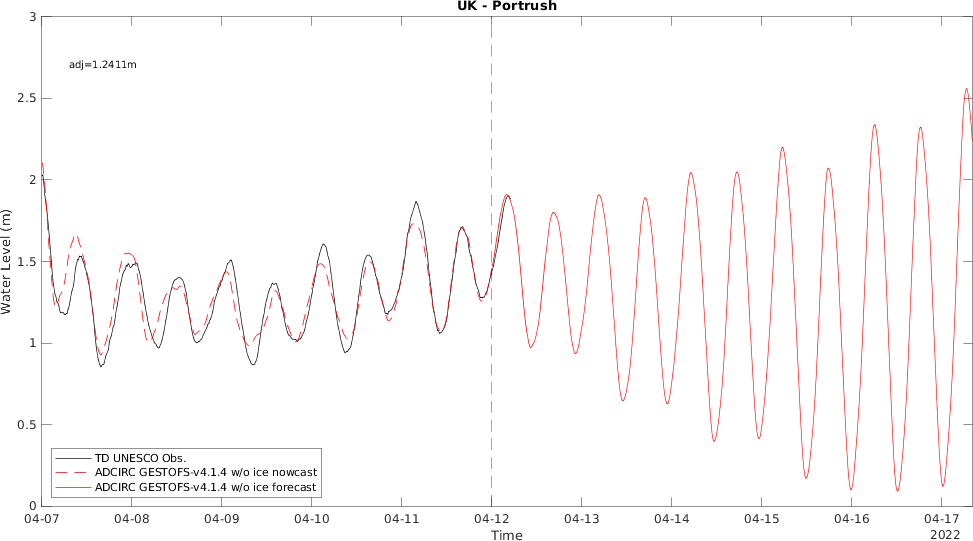 UK - Portrush
3
adj=1.2411m
2.5
2
1.5
1
0.5
0
Water Level (m)
TD UNESCO Obs.
ADCIRC GESTOFS-v4.1.4 w/o ice nowcast
ADCIRC GESTOFS-v4.1.4 w/o ice forecast
04-07 04-08 04-09 04-10 04-11 04-12 04-13 04-14 04-15 04-16 04-17
Time
2022